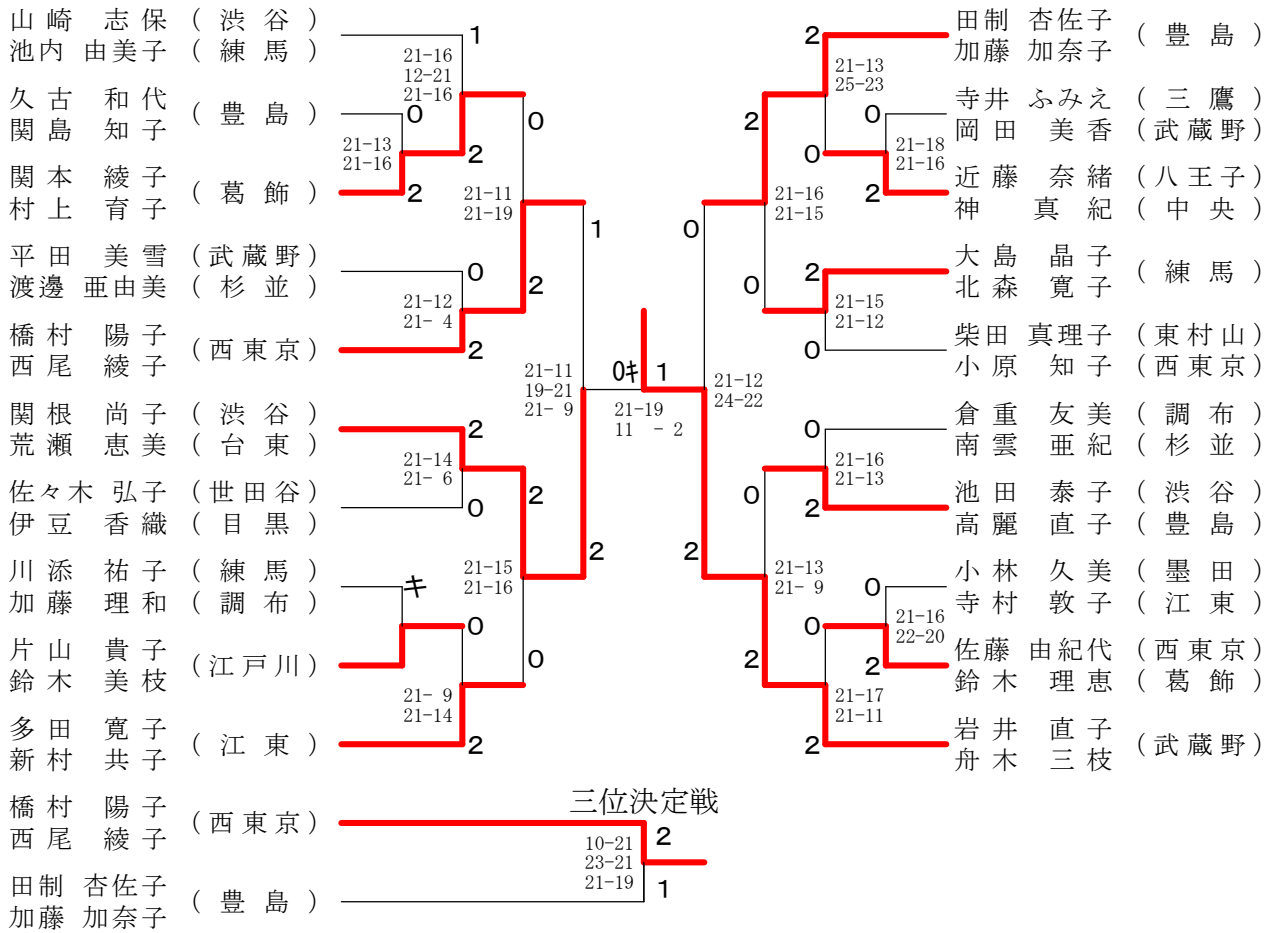 山崎 志保 (渋谷)
池内 由美子 (練馬)
久古 和代
関島 知子
(豊島)
関本 綾子
村上 育子
(葛飾)
平田 美雪 (武蔵野)
渡邊 亜由美 (杉並)
橋村 陽子
西尾 綾子
(西東京)
関根 尚子 (渋谷)
荒瀬 恵美 (台東)
佐々木 弘子 (世田谷)
伊豆 香織 (目黒)
川添 祐子 (練馬)
加藤 理和 (調布)
片山 貴子
鈴木 美枝
(江戸川)
多田 寛子
新村 共子
(江東)
1
21-16
12-21
21-16
0
21-13
21-16
2
2
0
21-11
21-19
0
21-12
21- 4
2
2
1
21-11
19-21
21- 9
2
21-14
21- 6
0
2
21-15
21-16
2
キ
0
21- 9
21-14
2
0
0キ
1
21-19
11 - 2
田制 杏佐子
加藤 加奈子
(豊島)
寺井 ふみえ (三鷹)
岡田 美香 (武蔵野)
近藤 奈緒 (八王子)
神 真紀 (中央)
大島 晶子
北森 寛子
(練馬)
柴田 真理子 (東村山)
小原 知子 (西東京)
倉重 友美 (調布)
南雲 亜紀 (杉並)
池田 泰子 (渋谷)
高麗 直子 (豊島)
小林 久美 (墨田)
寺村 敦子 (江東)
佐藤 由紀代 (西東京)
鈴木 理恵 (葛飾)
岩井 直子
舟木 三枝
(武蔵野)
2
21-13
25-23
2
0
0
21-18
21-16
2
21-16
21-15
0
0
2
21-15
21-12
0
21-12
24-22
0
21-16
21-13
2
0
2
21-13
21- 9
0
21-16
22-20
0
2
2
21-17
21-11
2
三位決定戦
橋村 陽子
西尾 綾子
(西東京)
2
10-21
23-21
21-19
1
田制 杏佐子
加藤 加奈子
(豊島)